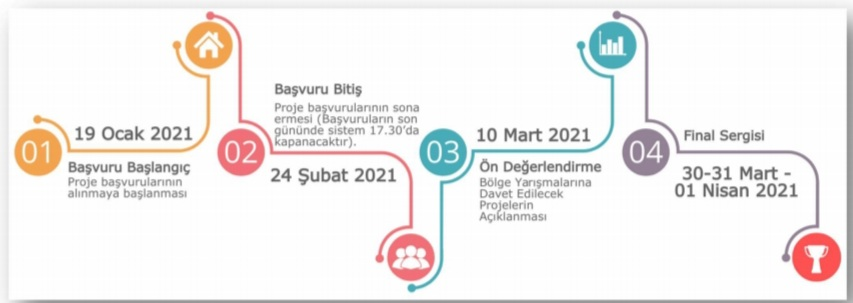 01
19 Ocak 2021
Başvuru Başlangıç
Proje başvurularının
alınmaya başlanması
02
Başvuru Bitiş
Proje başvurularının sona
ermesi (Başvuruların son
gününde sistem 17.30'da
kapanacaktır).
24 Şubat 2021
03
10 Mart 2021
Ön Değerlendirme
Bölge Yarışmalarına
Davet Edilecek
Projelerin
Açıklanması
04
Final Sergisi
30-31 Mart -
01 Nisan 2021